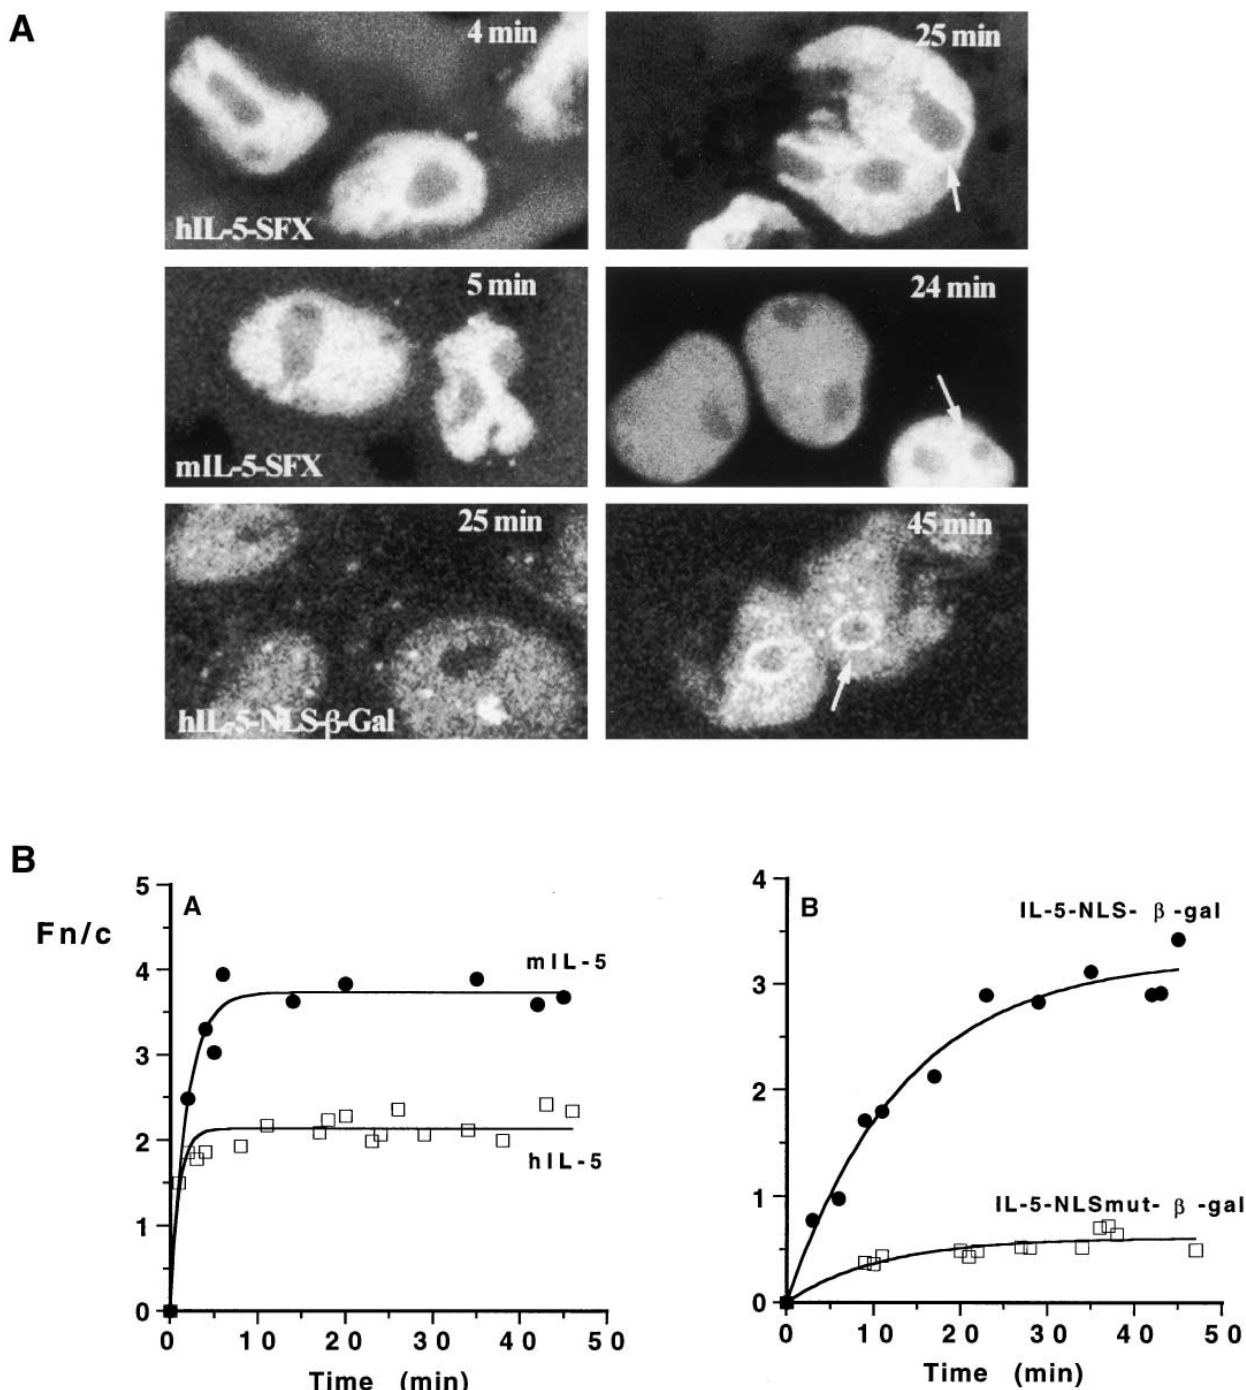 A
4 min
25 min
hIL-5-SFX
5 min
24 min
mIL-5-SFX
25 min
45 min
hIL-5-NLS-β-Gal
B
5
A
Fn/c
4
mIL-5
3
2
hIL-5
1
0
0 10 20 30 40 50
Time (min)
4
B
IL-5-NLS- β -gal
3
2
1
IL-5-NLSmut- β -gal
0
0 10 20 30 40 50
Time (min)